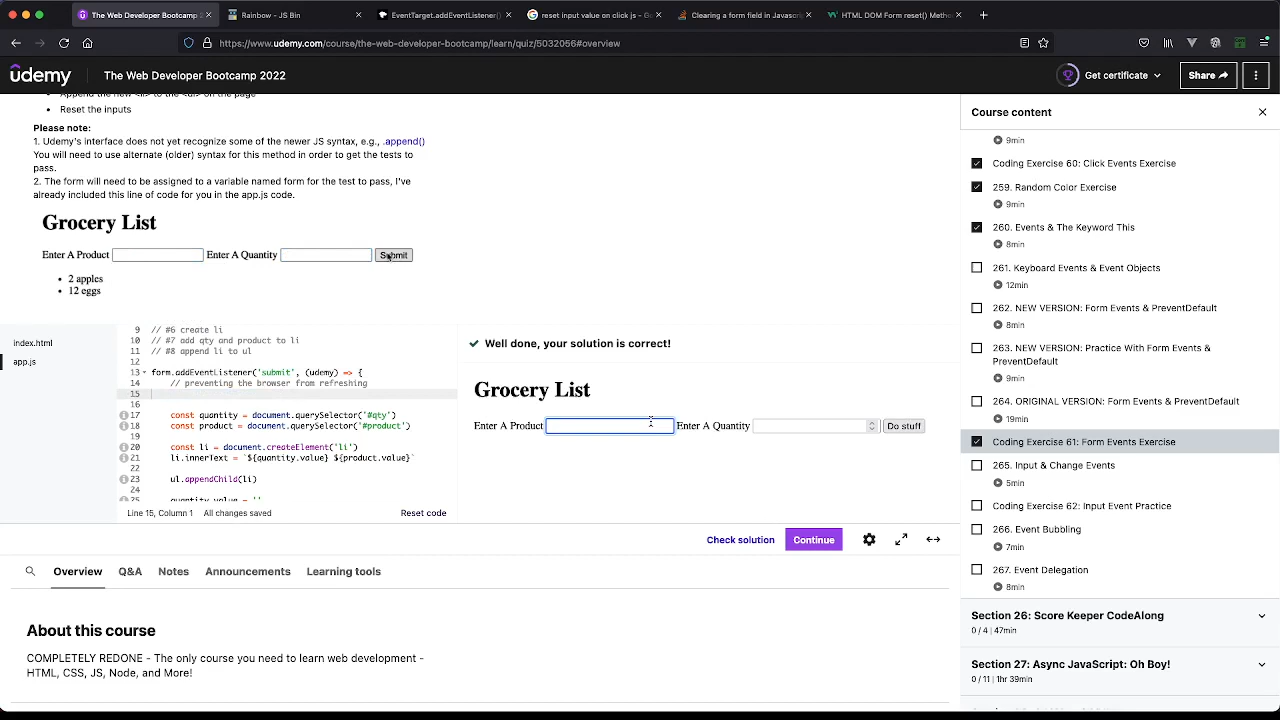 The Web Developer Bootcamp 2
Rainbow - JS Bin
EventTarget.addEventListener()
reset input value on click js - Go
Clearing a form field in Javascrip
HTML DOM Form reset() Metho
https://www.udemy.com/course/the-web-developer-bootcamp/learn/quiz/5032056#overview
udemy
The Web Developer Bootcamp 2022
Get certificate
Share
Append the new <li> to the <ul> on the page
Reset the inputs
Please note:
1. Udemy's interface does not yet recognize some of the newer JS syntax, e.g., .append()
You will need to use alternate (older) syntax for this method in order to get the tests to
pass.
2. The form will need to be assigned to a variable named form for the test to pass, I've
already included this line of code for you in the app.js code.
Grocery List
Enter A Product Enter A Quantity Submit
• 2 apples
• 12 eggs
index.html
app.js
9 // #6 create li
10 // #7 add qty and product to li
11 // #8 append li to ul
12
13 form.addEventListener('submit', (udemy) => {
14 // preventing the browser from refreshing
15
16
17 const quantity = document.querySelector('#qty')
18 const product = document.querySelector('#product')
19
20 const li = document.createElement('li')
21 li.innerText = `${quantity.value} ${product.value}`
22
23 ul.appendChild(li)
24
25 quantity.value = ''
Line 15, Column 1 All changes saved
Reset code
Well done, your solution is correct!
Grocery List
Enter A Product Enter A Quantity Do stuff
Check solution
Continue
Overview
Q&A
Notes
Announcements
Learning tools
About this course
COMPLETELY REDONE - The only course you need to learn web development -
HTML, CSS, JS, Node, and More!
Course content
9min
Coding Exercise 60: Click Events Exercise
259. Random Color Exercise
9min
260. Events & The Keyword This
8min
261. Keyboard Events & Event Objects
12min
262. NEW VERSION: Form Events & PreventDefault
8min
263. NEW VERSION: Practice With Form Events &
PreventDefault
9min
264. ORIGINAL VERSION: Form Events & PreventDefault
19min
Coding Exercise 61: Form Events Exercise
265. Input & Change Events
5min
Coding Exercise 62: Input Event Practice
266. Event Bubbling
7min
267. Event Delegation
8min
Section 26: Score Keeper CodeAlong
0 / 4 | 47min
Section 27: Async JavaScript: Oh Boy!
0 / 11 | 1hr 39min